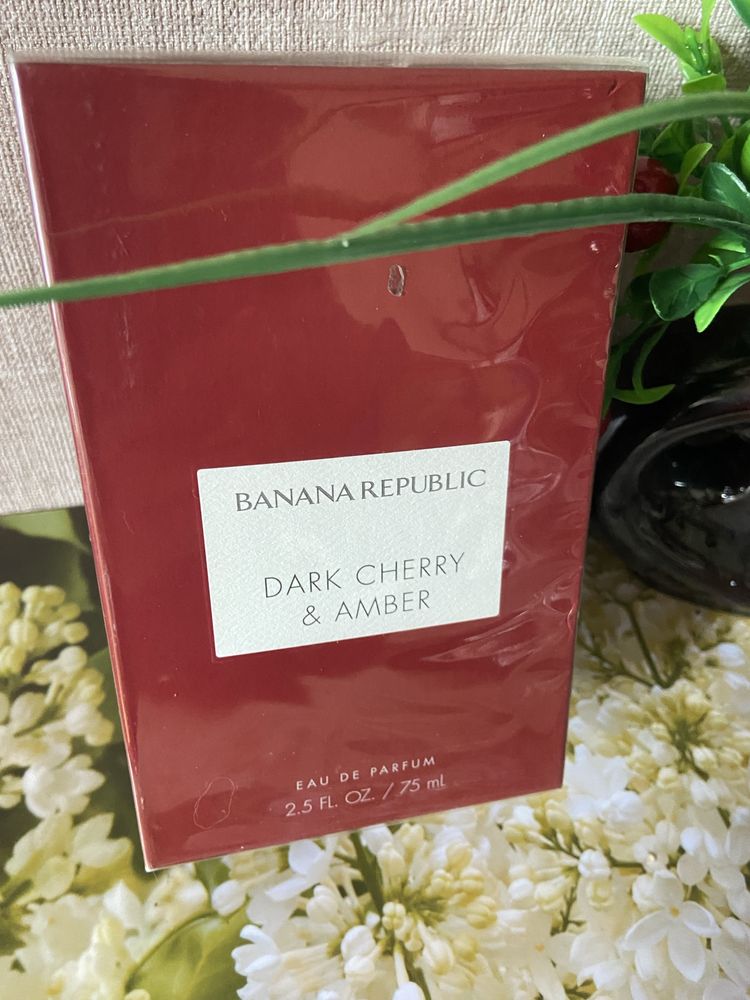 BANANA REPUBLIC
DARK CHERRY
& AMBER
EAU DE PARFUM
2.5 FL. OZ. / 75 mL